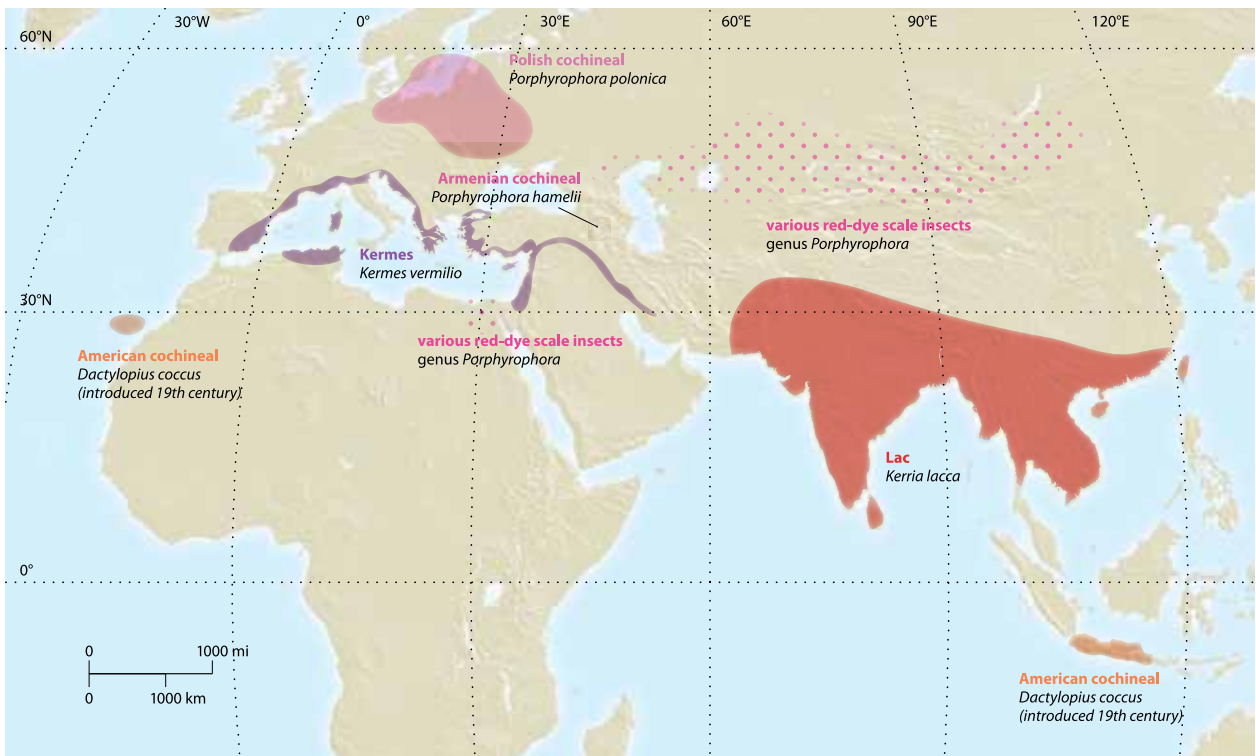 30°W
0°
30°E
60°E
90°E
120°E
60°N
Polish cochineal
Porphyrophora polonica
Armenian cochineal
Porphyrophora hamelii
various red-dye scale insects
genus Porphyrophora
Kermes
Kermes vermilio
30°N
various red-dye scale insects
genus Porphyrophora
American cochineal
Dactylopius coccus
(introduced 19th century)
Lac
Kerria lacca
0°
0 1000 mi
0 1000 km
American cochineal
Dactylopius coccus
(introduced 19th century)